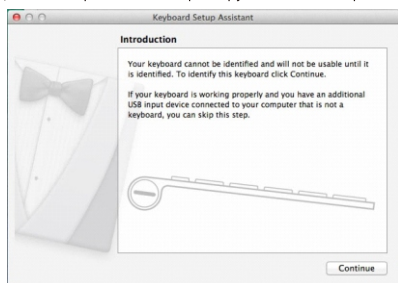 Keyboard Setup Assistant
Introduction
Your keyboard cannot be identified and will not be usable until it
is identified. To identify this keyboard click Continue.
If your keyboard is working properly and you have an additional
USB input device connected to your computer that is not a
keyboard, you can skip this step.
Continue